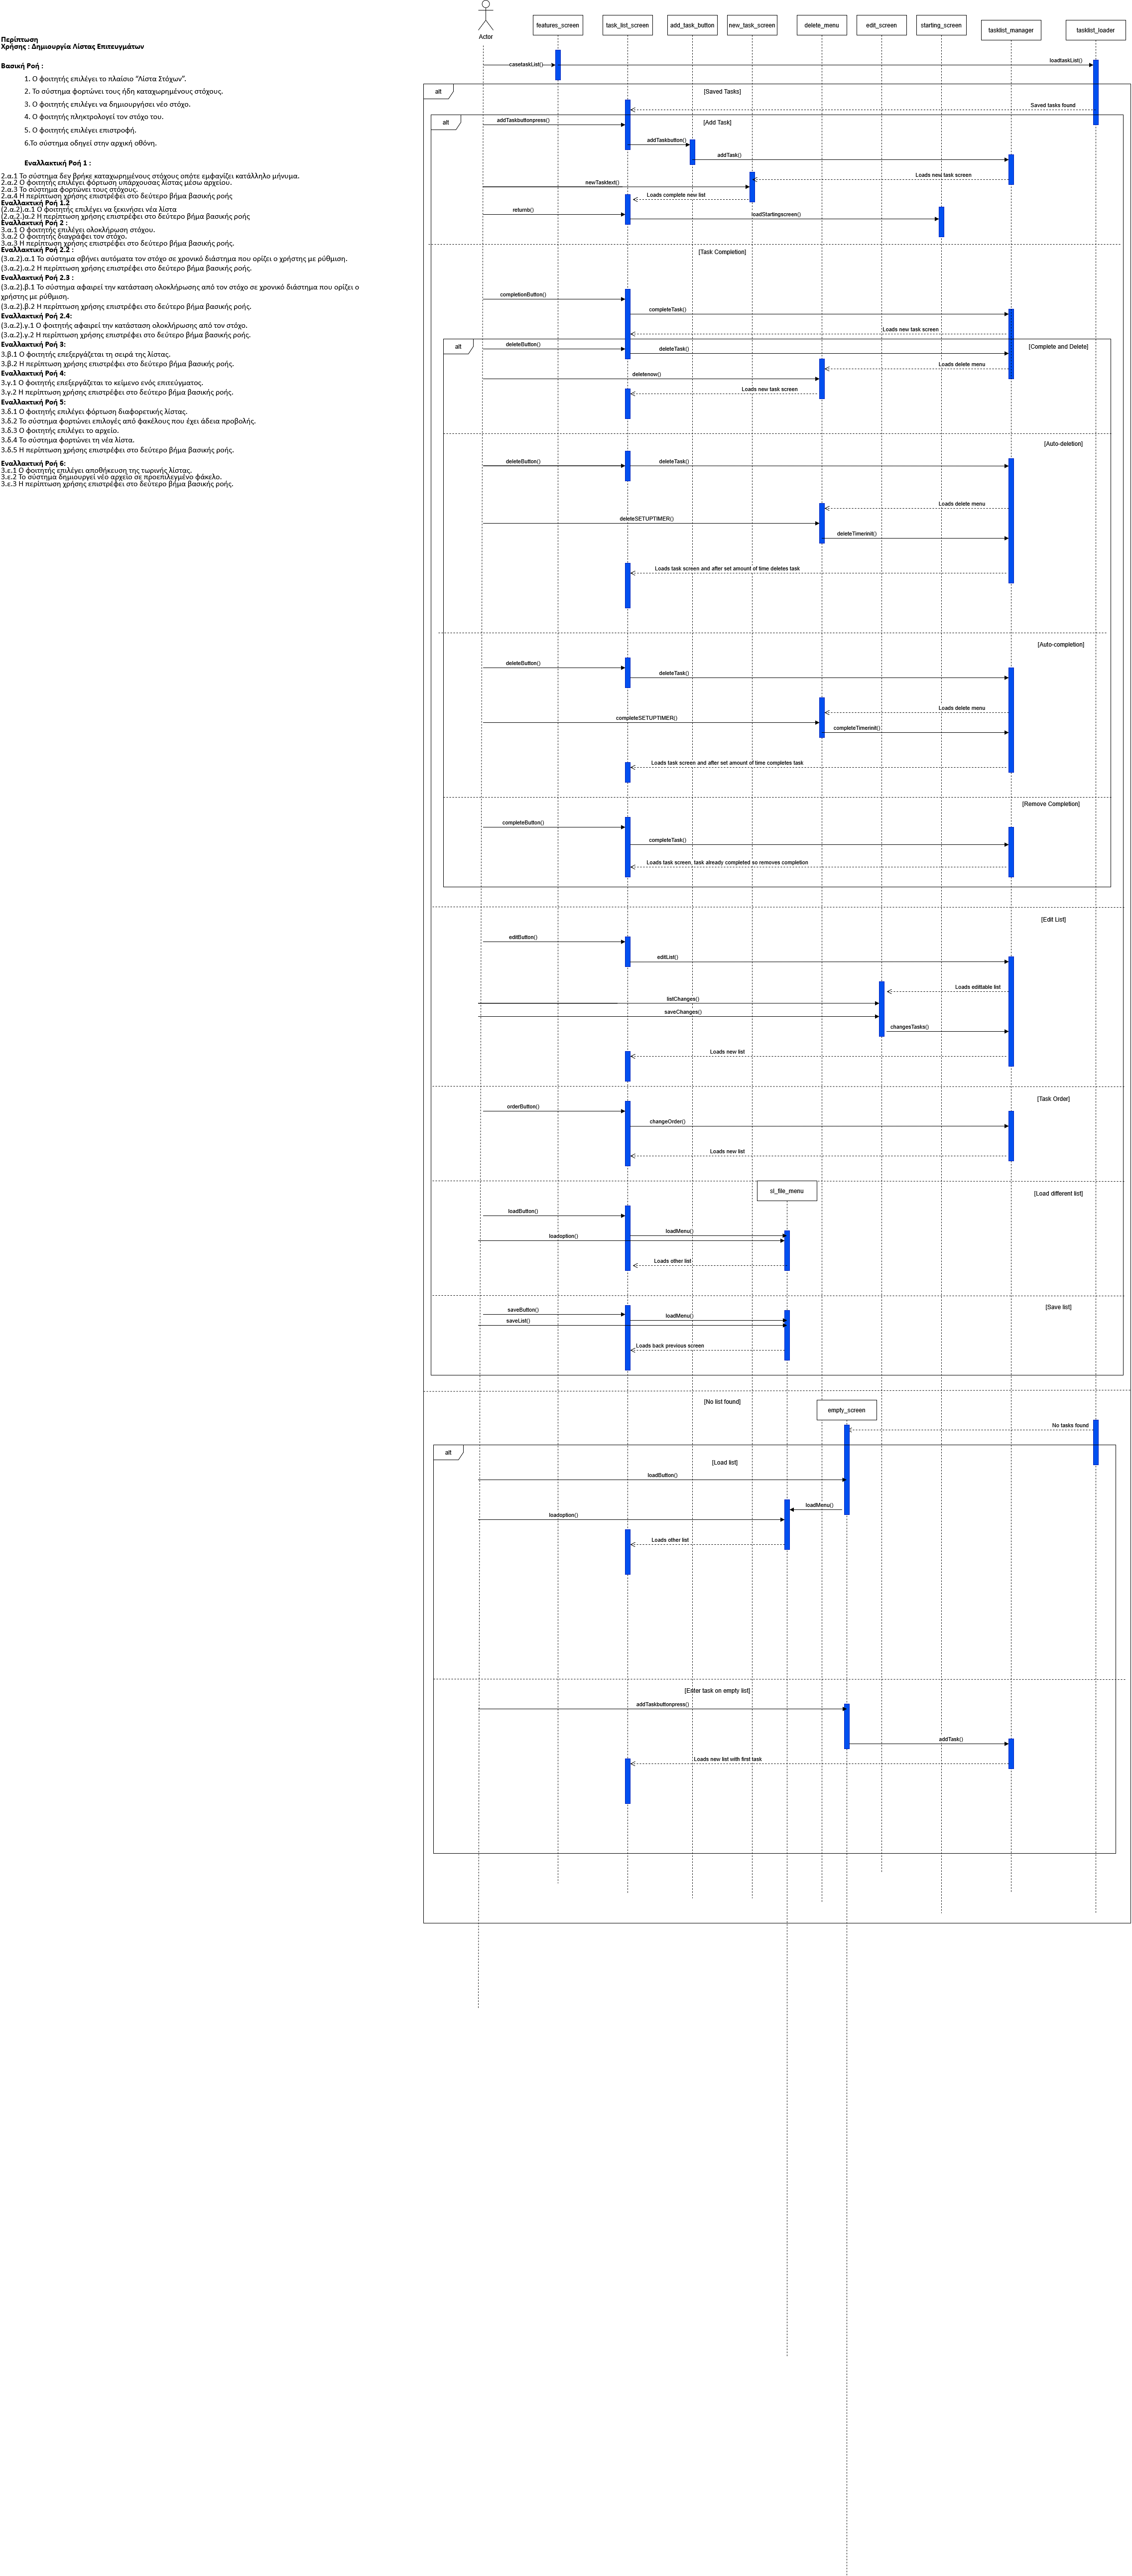 Περίπτωση
Χρήσης : Δημιουργία Λίστας Επιτευγμάτων
Βασική Ροή :
1. Ο φοιτητής επιλέγει το πλαίσιο "Λίστα Στόχων".
2. Το σύστημα φορτώνει τους ήδη καταχωρημένους στόχους.
3. Ο φοιτητής επιλέγει να δημιουργήσει νέο στόχο.
4. Ο φοιτητής πληκτρολογεί τον στόχο του.
5. Ο φοιτητής επιλέγει επιστροφή.
6.Το σύστημα οδηγεί στην αρχική οθόνη.
Εναλλακτική Ροή 1 :
2.α.1 Το σύστημα δεν βρήκε καταχωρημένους στόχους οπότε εμφανίζει κατάλληλο μήνυμα.
2.α.2 Ο φοιτητής επιλέγει φόρτωση υπάρχουσας λίστας μέσω αρχείου.
2.α.3 Το σύστημα φορτώνει τους στόχους.
2.α.4 Η περίπτωση χρήσης επιστρέφει στο δεύτερο βήμα βασικής ροής
Εναλλακτική Ροή 1.2
(2.α.2).α.1 Ο φοιτητής επιλέγει να ξεκινήσει νέα λίστα
(2.α.2.)α.2 Η περίπτωση χρήσης επιστρέφει στο δεύτερο βήμα βασικής ροής
Εναλλακτική Ροή 2 :
3.α.1 Ο φοιτητής επιλέγει ολοκλήρωση στόχου.
3.α.2 Ο φοιτητής διαγράφει τον στόχο.
3.α.3 Η περίπτωση χρήσης επιστρέφει στο δεύτερο βήμα βασικής ροής.
Εναλλακτική Ροή 2.2 :
(3.α.2).α.1 Το σύστημα σβήνει αυτόματα τον στόχο σε χρονικό διάστημα που ορίζει ο χρήστης με ρύθμιση.
(3.α.2).α.2 Η περίπτωση χρήσης επιστρέφει στο δεύτερο βήμα βασικής ροής.
Εναλλακτική Ροή 2.3 :
(3.α.2).β.1 Το σύστημα αφαιρεί την κατάσταση ολοκλήρωσης από τον στόχο σε χρονικό διάστημα που ορίζει ο
χρήστης με ρύθμιση.
(3.α.2).β.2 Η περίπτωση χρήσης επιστρέφει στο δεύτερο βήμα βασικής ροής.
Εναλλακτική Ροή 2.4:
(3.α.2).γ.1 Ο φοιτητής αφαιρεί την κατάσταση ολοκλήρωσης από τον στόχο.
(3.α.2).γ.2 Η περίπτωση χρήσης επιστρέφει στο δεύτερο βήμα βασικής ροής.
Εναλλακτική Ροή 3:
3.β.1 Ο φοιτητής επεξεργάζεται τη σειρά της λίστας.
3.β.2 Η περίπτωση χρήσης επιστρέφει στο δεύτερο βήμα βασικής ροής.
Εναλλακτική Ροή 4:
3.γ.1 Ο φοιτητής επεξεργάζεται το κείμενο ενός επιτεύγματος.
3.γ.2 Η περίπτωση χρήσης επιστρέφει στο δεύτερο βήμα βασικής ροής.
Εναλλακτική Ροή 5:
3.δ.1 Ο φοιτητής επιλέγει φόρτωση διαφορετικής λίστας.
3.δ.2 Το σύστημα φορτώνει επιλογές από φακέλους που έχει άδεια προβολής.
3.δ.3 Ο φοιτητής επιλέγει το αρχείο.
3.δ.4 Το σύστημα φορτώνει τη νέα λίστα.
3.δ.5 Η περίπτωση χρήσης επιστρέφει στο δεύτερο βήμα βασικής ροής.
Εναλλακτική Ροή 6:
3.ε.1 Ο φοιτητής επιλέγει αποθήκευση της τωρινής λίστας.
3.ε.2 Το σύστημα δημιουργεί νέο αρχείο σε προεπιλεγμένο φάκελο.
3.ε.3 Η περίπτωση χρήσης επιστρέφει στο δεύτερο βήμα βασικής ροής.
Actor
features_screen
task_list_screen
add_task_button
new_task_screen
delete_menu
edit_screen
starting_screen
tasklist_manager
tasklist_loader
casetaskList()
loadtaskList()
alt
[Saved Tasks]
Saved tasks found
alt
[Add Task]
addTaskbuttonpress()
addTaskbutton()
addTask()
Loads new task screen
newTasktext()
Loads complete new list
returnb()
loadStartingscreen()
[Task Completion]
completionButton()
completeTask()
Loads new task screen
alt
[Complete and Delete]
deleteButton()
deleteTask()
Loads delete menu
deletenow()
Loads new task screen
[Auto-deletion]
deleteButton()
deleteTask()
Loads delete menu
deleteSETUPTIMER()
deleteTimerinit()
Loads task screen and after set amount of time deletes task
[Auto-completion]
deleteButton()
deleteTask()
Loads delete menu
completeSETUPTIMER()
completeTimerinit()
Loads task screen and after set amount of time completes task
[Remove Completion]
completeButton()
completeTask()
Loads task screen, task already completed so removes completion
[Edit List]
editButton()
editList()
Loads edittable list
listChanges()
saveChanges()
changesTasks()
Loads new list
[Task Order]
orderButton()
changeOrder()
Loads new list
sl_file_menu
[Load different list]
loadButton()
loadMenu()
loadoption()
Loads other list
[Save list]
saveButton()
loadMenu()
saveList()
Loads back previous screen
[No list found]
empty_screen
No tasks found
alt
[Load list]
loadButton()
loadMenu()
loadoption()
Loads other list
[Enter task on empty list]
addTaskbuttonpress()
addTask()
Loads new list with first task